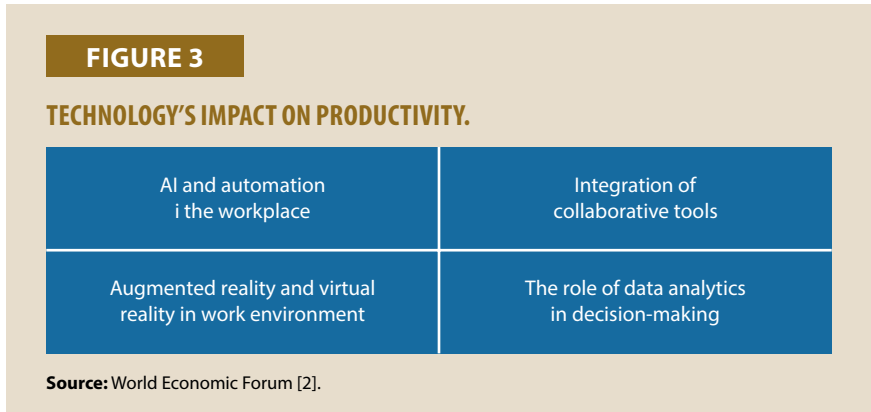 FIGURE 3
TECHNOLOGY'S IMPACT ON PRODUCTIVITY.
AI and automation
i the workplace
Integration of
collaborative tools
Augmented reality and virtual
reality in work environment
The role of data analytics
in decision-making
Source: World Economic Forum [2].